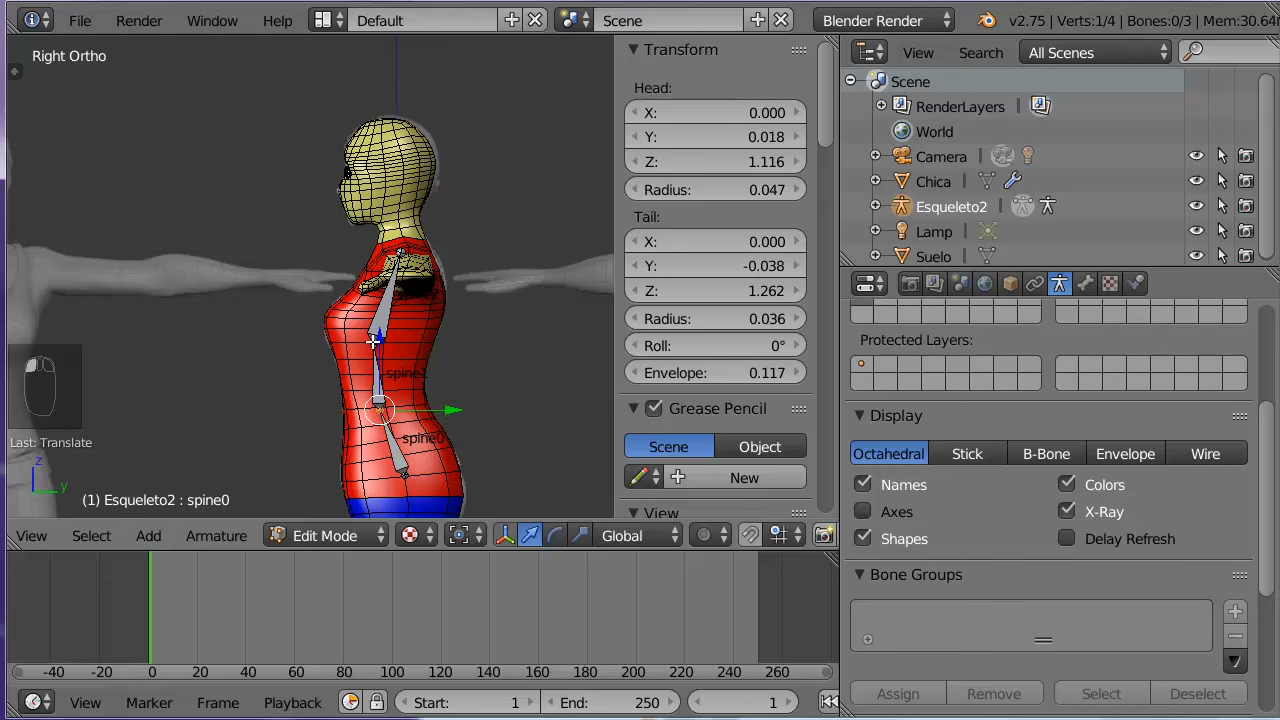 File Render Window Help Default Scene Blender Render v2.75 | Verts:1/4 | Bones:0/3 | Mem:30.64
Right Ortho
Transform
Head:
X: 0.000
Y: 0.018
Z: 1.116
Radius: 0.047
Tail:
X: 0.000
Y: -0.038
Z: 1.262
Radius: 0.036
Roll: 0°
Envelope: 0.117
Grease Pencil
Scene Object
New
View
spine1
spine0
Last: Translate
z
y
(1) Esqueleto2 : spine0
View Select Add Armature Edit Mode Global
-40 -20 0 20 40 60 80 100 120 140 160 180 200 220 240 260
View Marker Frame Playback Start: 1 End: 250 1
View Search All Scenes
Scene
RenderLayers
World
Camera
Chica
Esqueleto2
Lamp
Suelo
Protected Layers:
Display
Octahedral Stick B-Bone Envelope Wire
Names Colors
Axes X-Ray
Shapes Delay Refresh
Bone Groups
Assign Remove Select Deselect